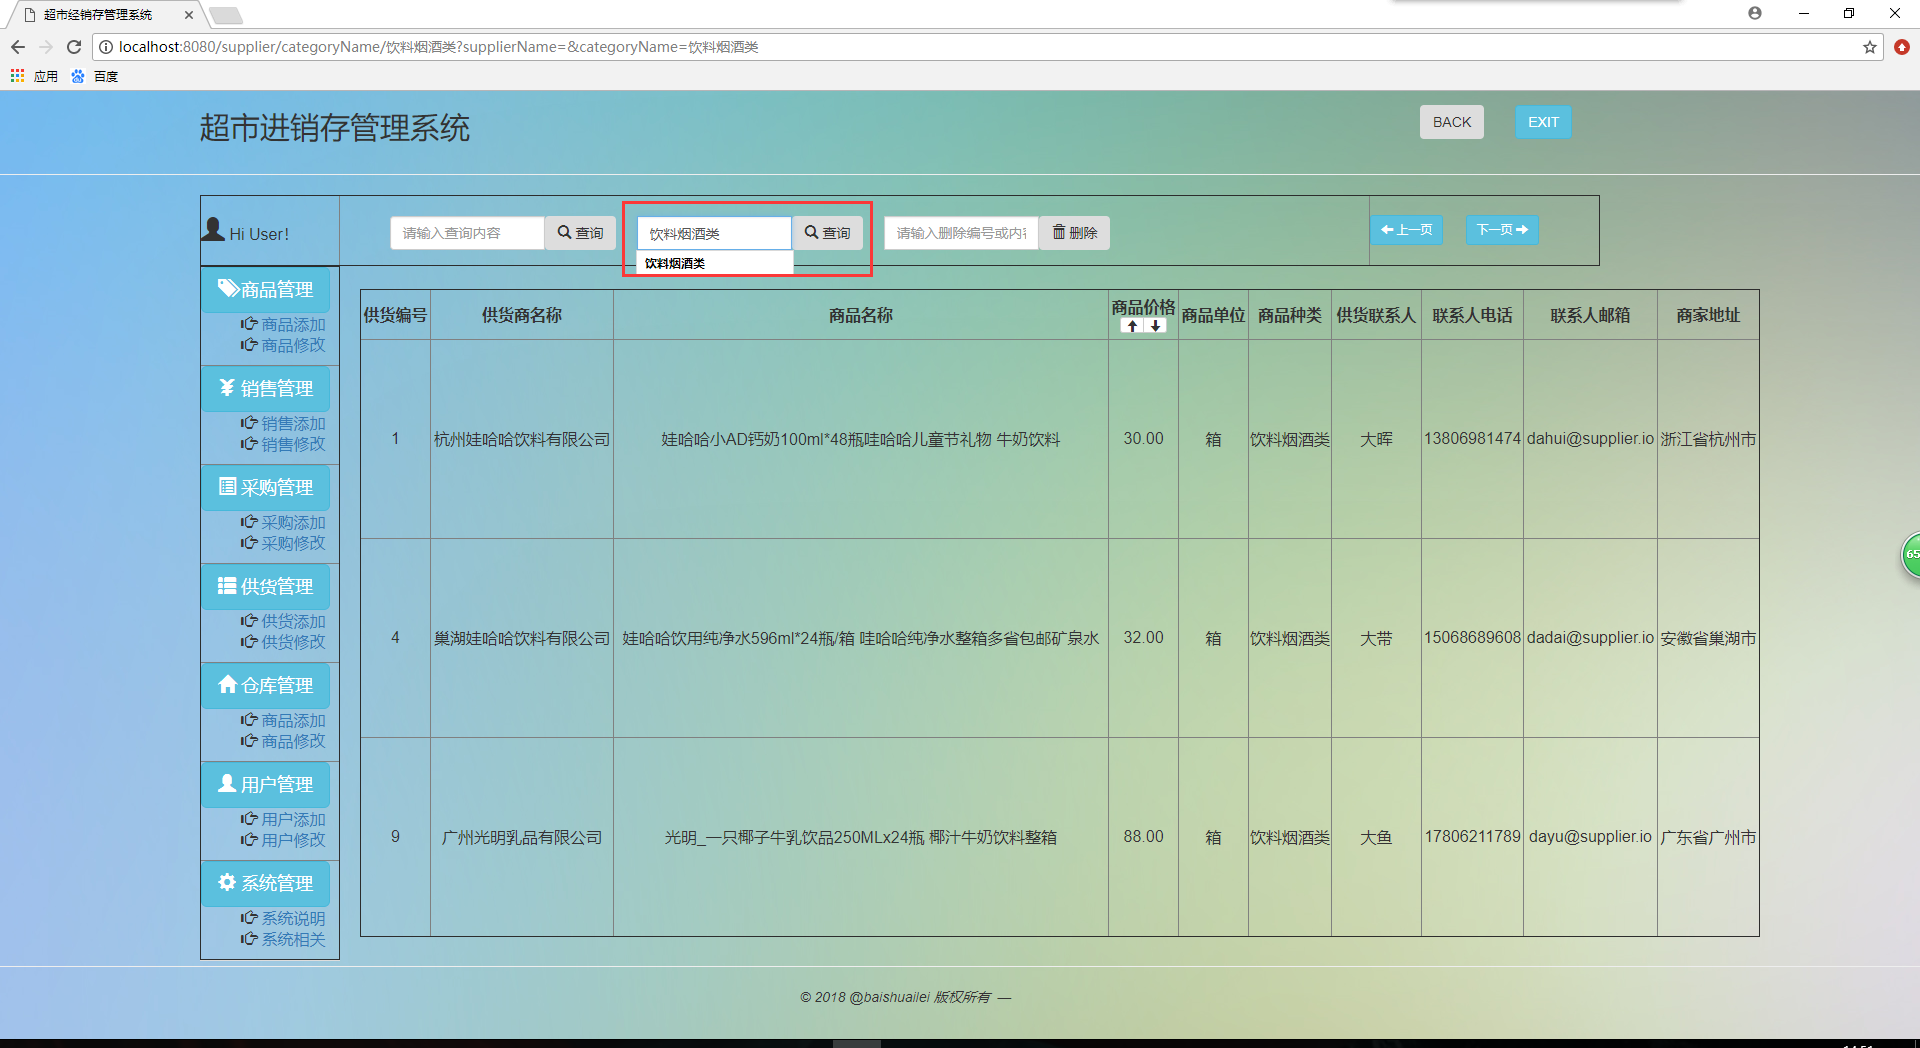 超市经销存管理系统
localhost:8080/supplier/categoryName/饮料烟酒类?supplierName=&categoryName=饮料烟酒类
应用 百度
超市进销存管理系统
BACK EXIT
Hi User!
请输入查询内容 查询 饮料烟酒类 查询 请输入删除编号或内容 删除 上一页 下一页
饮料烟酒类
商品管理
商品添加
商品修改
销售管理
销售添加
销售修改
采购管理
采购添加
采购修改
供货管理
供货添加
供货修改
仓库管理
商品添加
商品修改
用户管理
用户添加
用户修改
系统管理
系统说明
系统相关
供货编号 供货商名称 商品名称 商品价格 商品单位 商品种类 供货联系人 联系人电话 联系人邮箱 商家地址
1 杭州娃哈哈饮料有限公司 娃哈哈小AD钙奶100ml*48瓶哇哈哈儿童节礼物 牛奶饮料 30.00 箱 饮料烟酒类 大晖 13806981474 dahui@supplier.io 浙江省杭州市
4 巢湖娃哈哈饮料有限公司 娃哈哈饮用纯净水596ml*24瓶/箱 哇哈哈纯净水整箱多省包邮矿泉水 32.00 箱 饮料烟酒类 大带 15068689608 dadai@supplier.io 安徽省巢湖市
9 广州光明乳品有限公司 光明_一只椰子牛乳饮品250MLx24瓶 椰汁牛奶饮料整箱 88.00 箱 饮料烟酒类 大鱼 17806211789 dayu@supplier.io 广东省广州市
65
© 2018 @baishuailei 版权所有 —